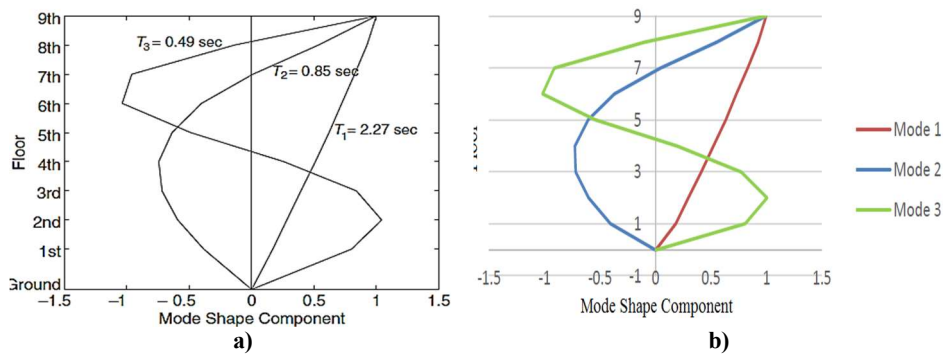 9th
8th
7th
6th
5th
4th
3rd
2nd
1st
Ground
Floor
T3 = 0.49 sec
T2 = 0.85 sec
T1 = 2.27 sec
−1.5 −1 − 0.5 0 0.5 1 1.5
Mode Shape Component
a)
9
7
5
3
1
-1
Floor
-1.5 -1 -0.5 0 0.5 1 1.5
Mode Shape Component
Mode 1
Mode 2
Mode 3
b)